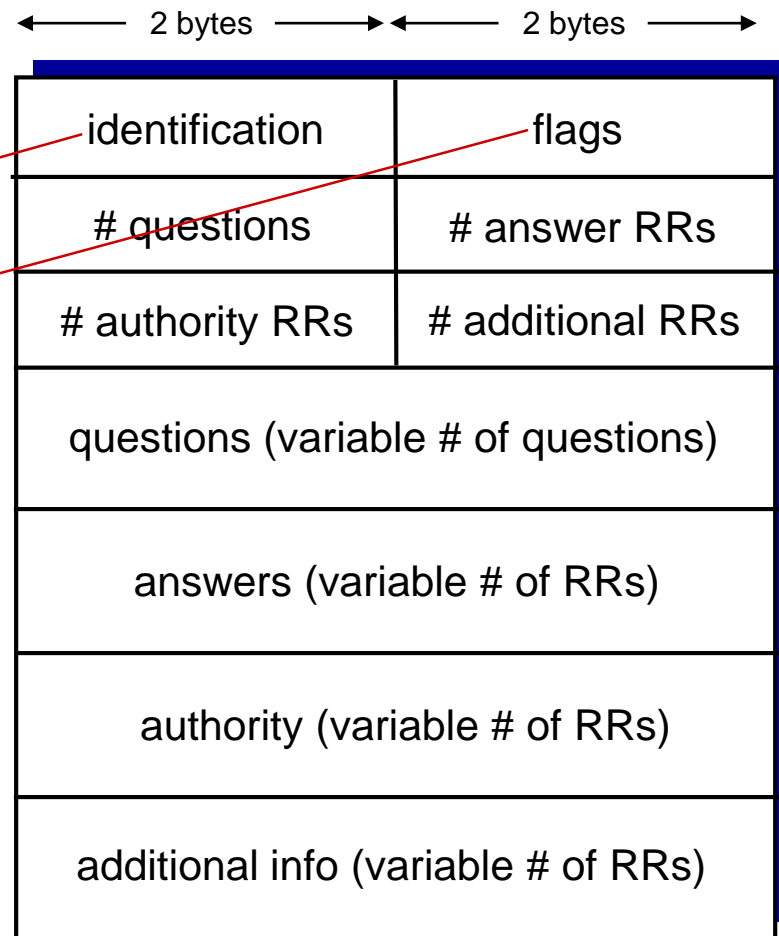 2 bytes 2 bytes
identification flags
# questions # answer RRs
# authority RRs # additional RRs
questions (variable # of questions)
answers (variable # of RRs)
authority (variable # of RRs)
additional info (variable # of RRs)